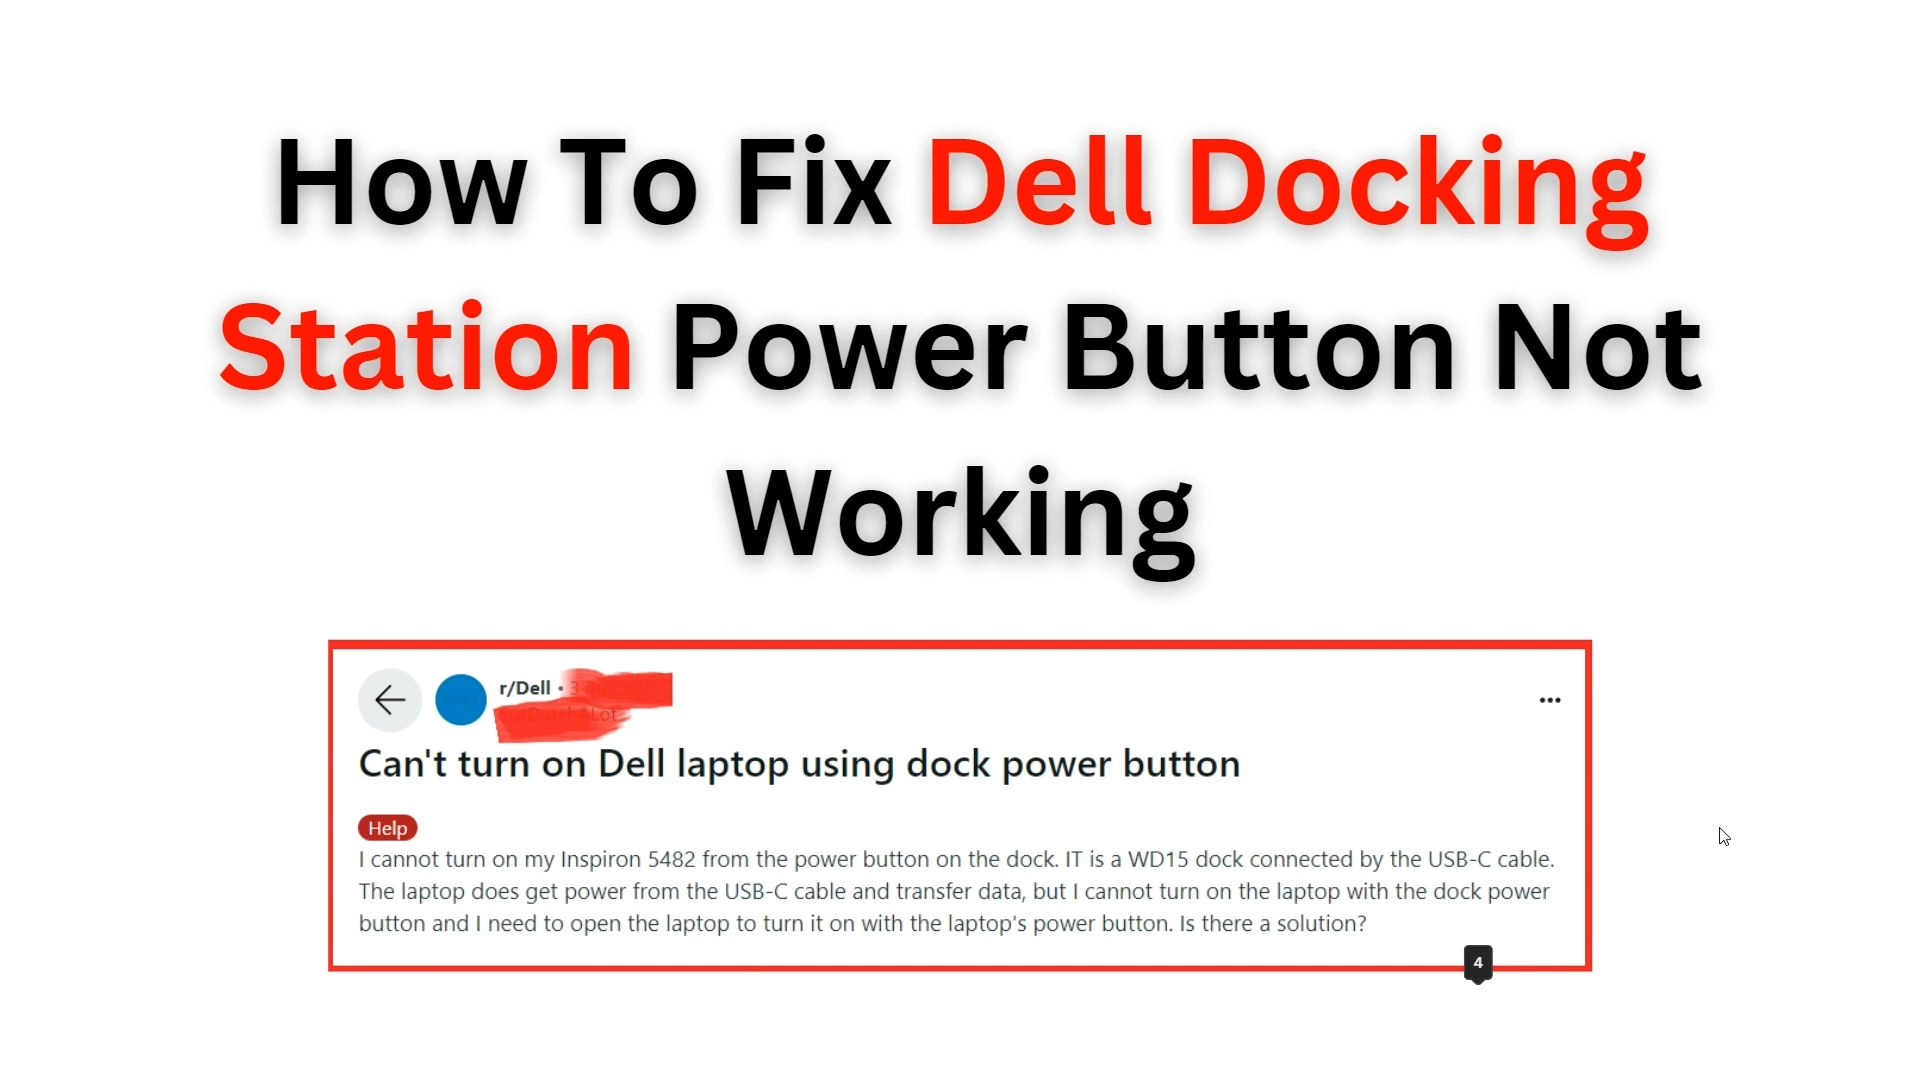 How To Fix Dell Docking
Station Power Button Not
Working
r/Dell •
Can't turn on Dell laptop using dock power button
Help
I cannot turn on my Inspiron 5482 from the power button on the dock. IT is a WD15 dock connected by the USB-C cable.
The laptop does get power from the USB-C cable and transfer data, but I cannot turn on the laptop with the dock power
button and I need to open the laptop to turn it on with the laptop's power button. Is there a solution?
4